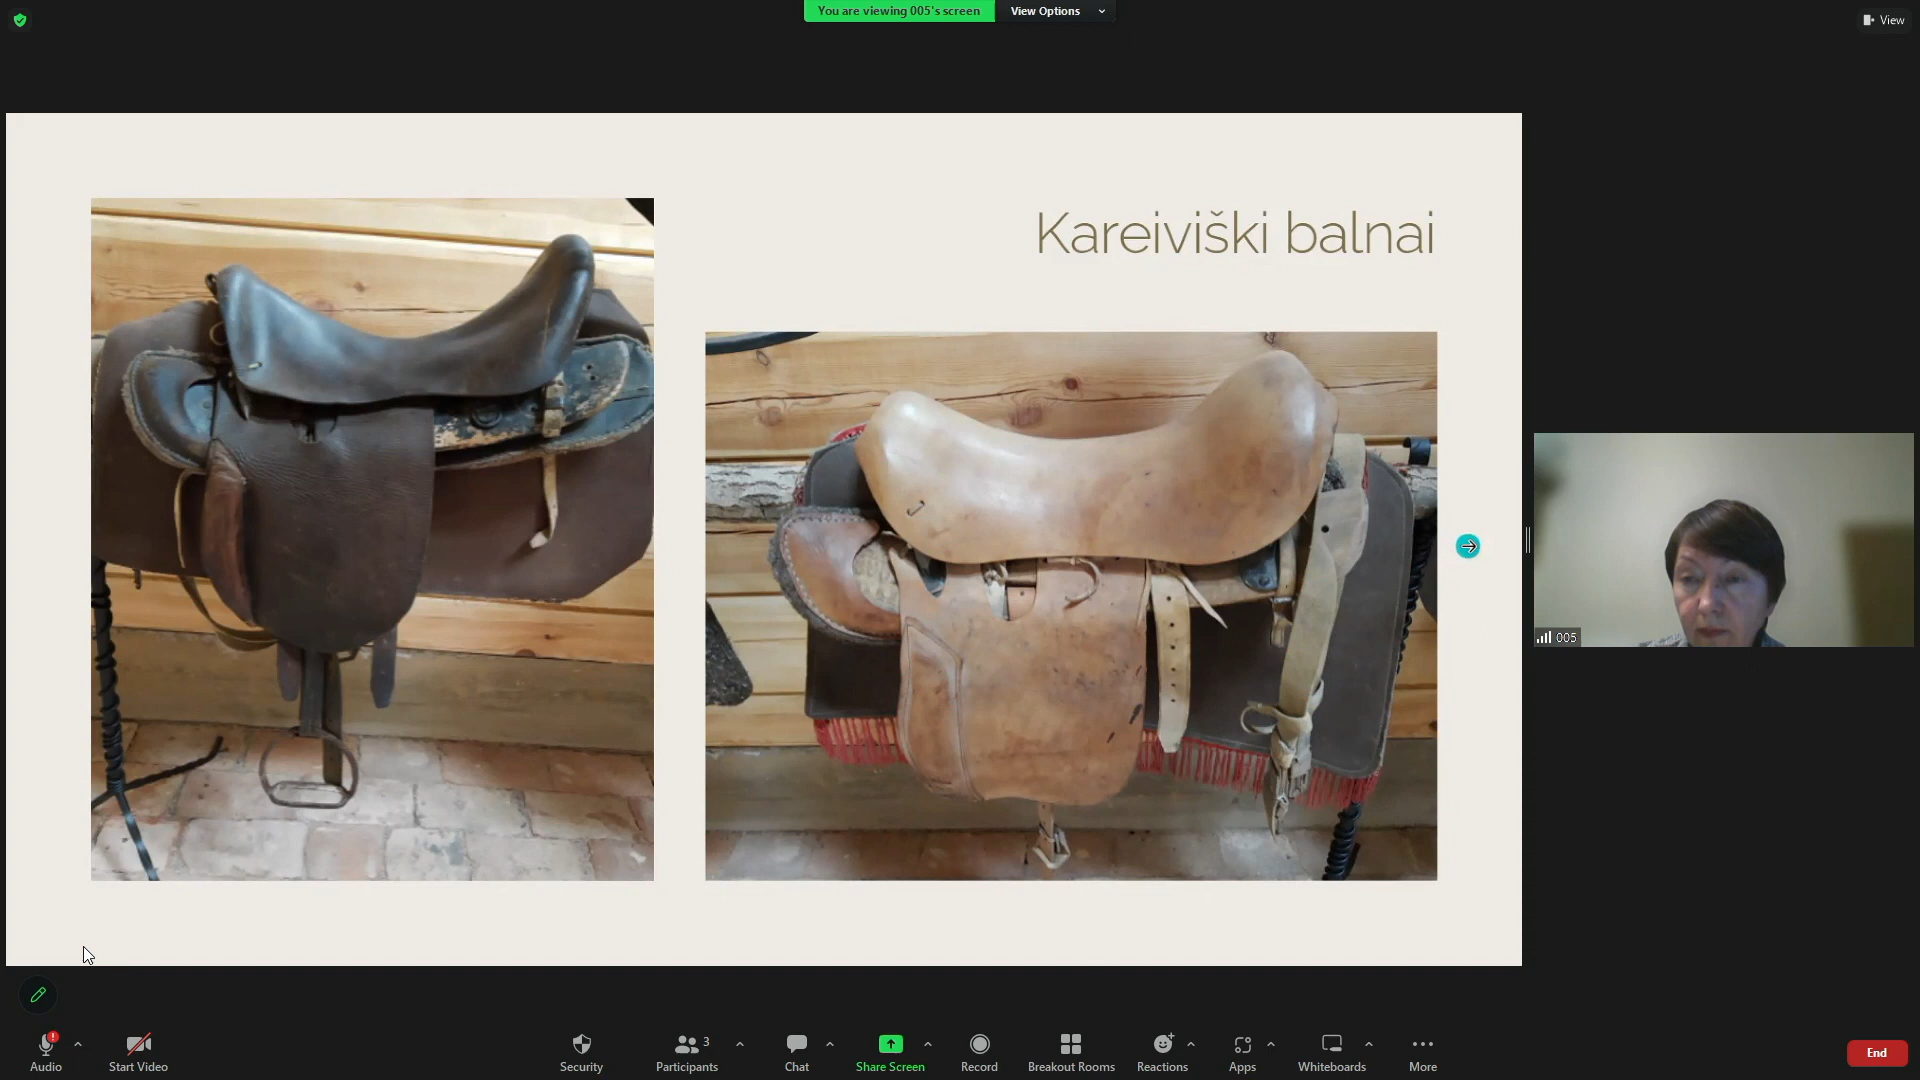 You are viewing 005's screen
View Options
View
Kareiviški balnai
005
Audio
Start Video
Security
3
Participants
Chat
Share Screen
Record
Breakout Rooms
Reactions
Apps
Whiteboards
More
End